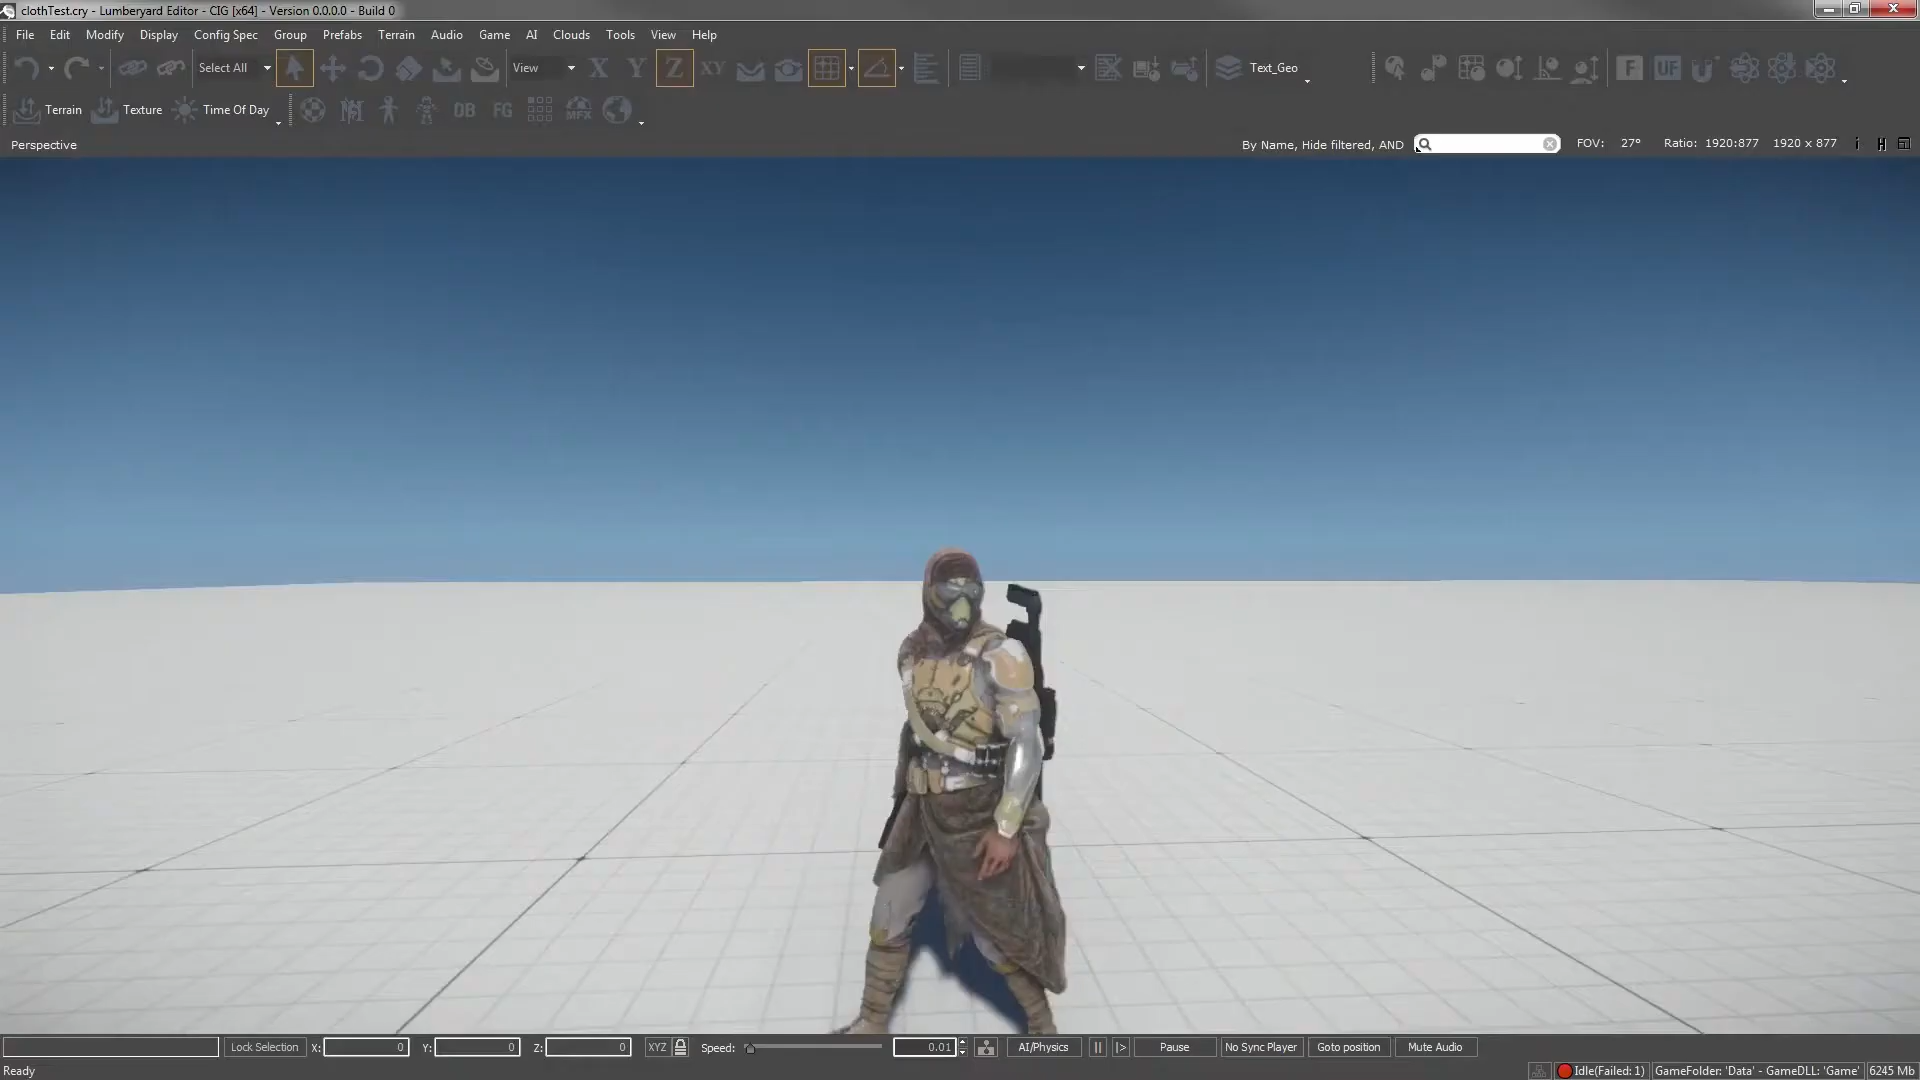 clothTest.cry - Lumberyard Editor - CIG [x64] - Version 0.0.0.0 - Build 0
File Edit Modify Display Config Spec Group Prefabs Terrain Audio Game AI Clouds Tools View Help
Select All View X Y Z XY Text_Geo F UF
Terrain Texture Time Of Day DB FG MFX
Perspective By Name, Hide filtered, AND FOV: 27° Ratio: 1920:877 1920 x 877 i H
Lock Selection X: 0 Y: 0 Z: 0 XYZ Speed: 0.01 AI/Physics || |> Pause No Sync Player Goto position Mute Audio
Ready Idle(Failed: 1) GameFolder: 'Data' - GameDLL: 'Game' 6245 Mb